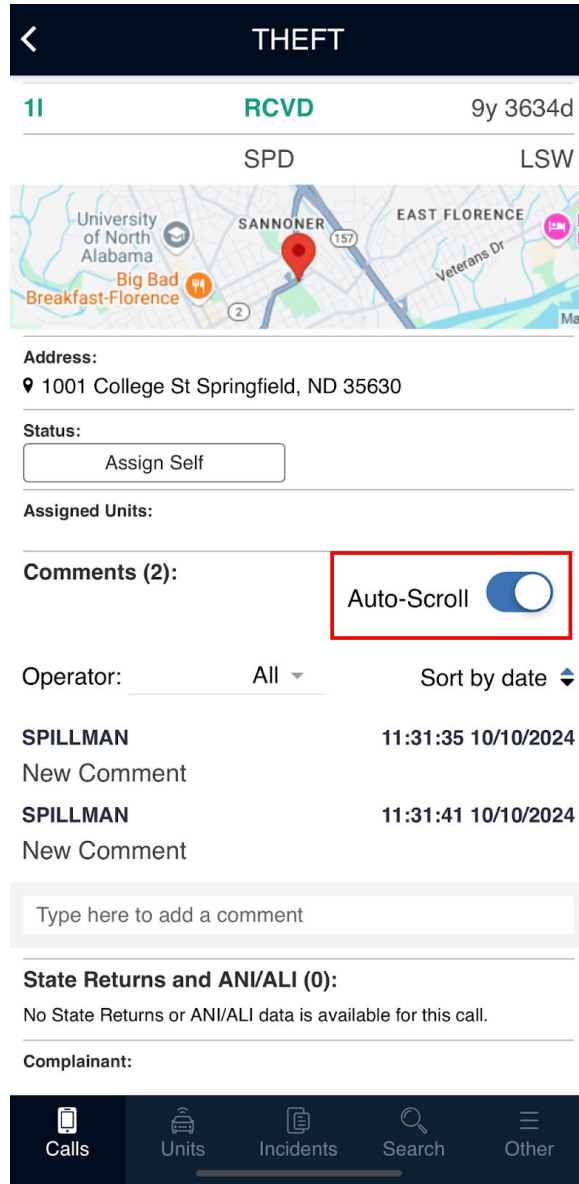 THEFT
1l RCVD 9y 3634d
SPD LSW
University
of North
Alabama
SANNONER
157
EAST FLORENCE
Veterans Dr
Big Bad
Breakfast-Florence
2
Ma
Address:
1001 College St Springfield, ND 35630
Status:
Assign Self
Assigned Units:
Comments (2):
Auto-Scroll
Operator: All Sort by date
SPILLMAN 11:31:35 10/10/2024
New Comment
SPILLMAN 11:31:41 10/10/2024
New Comment
Type here to add a comment
State Returns and ANI/ALI (0):
No State Returns or ANI/ALI data is available for this call.
Complainant:
Calls Units Incidents Search Other